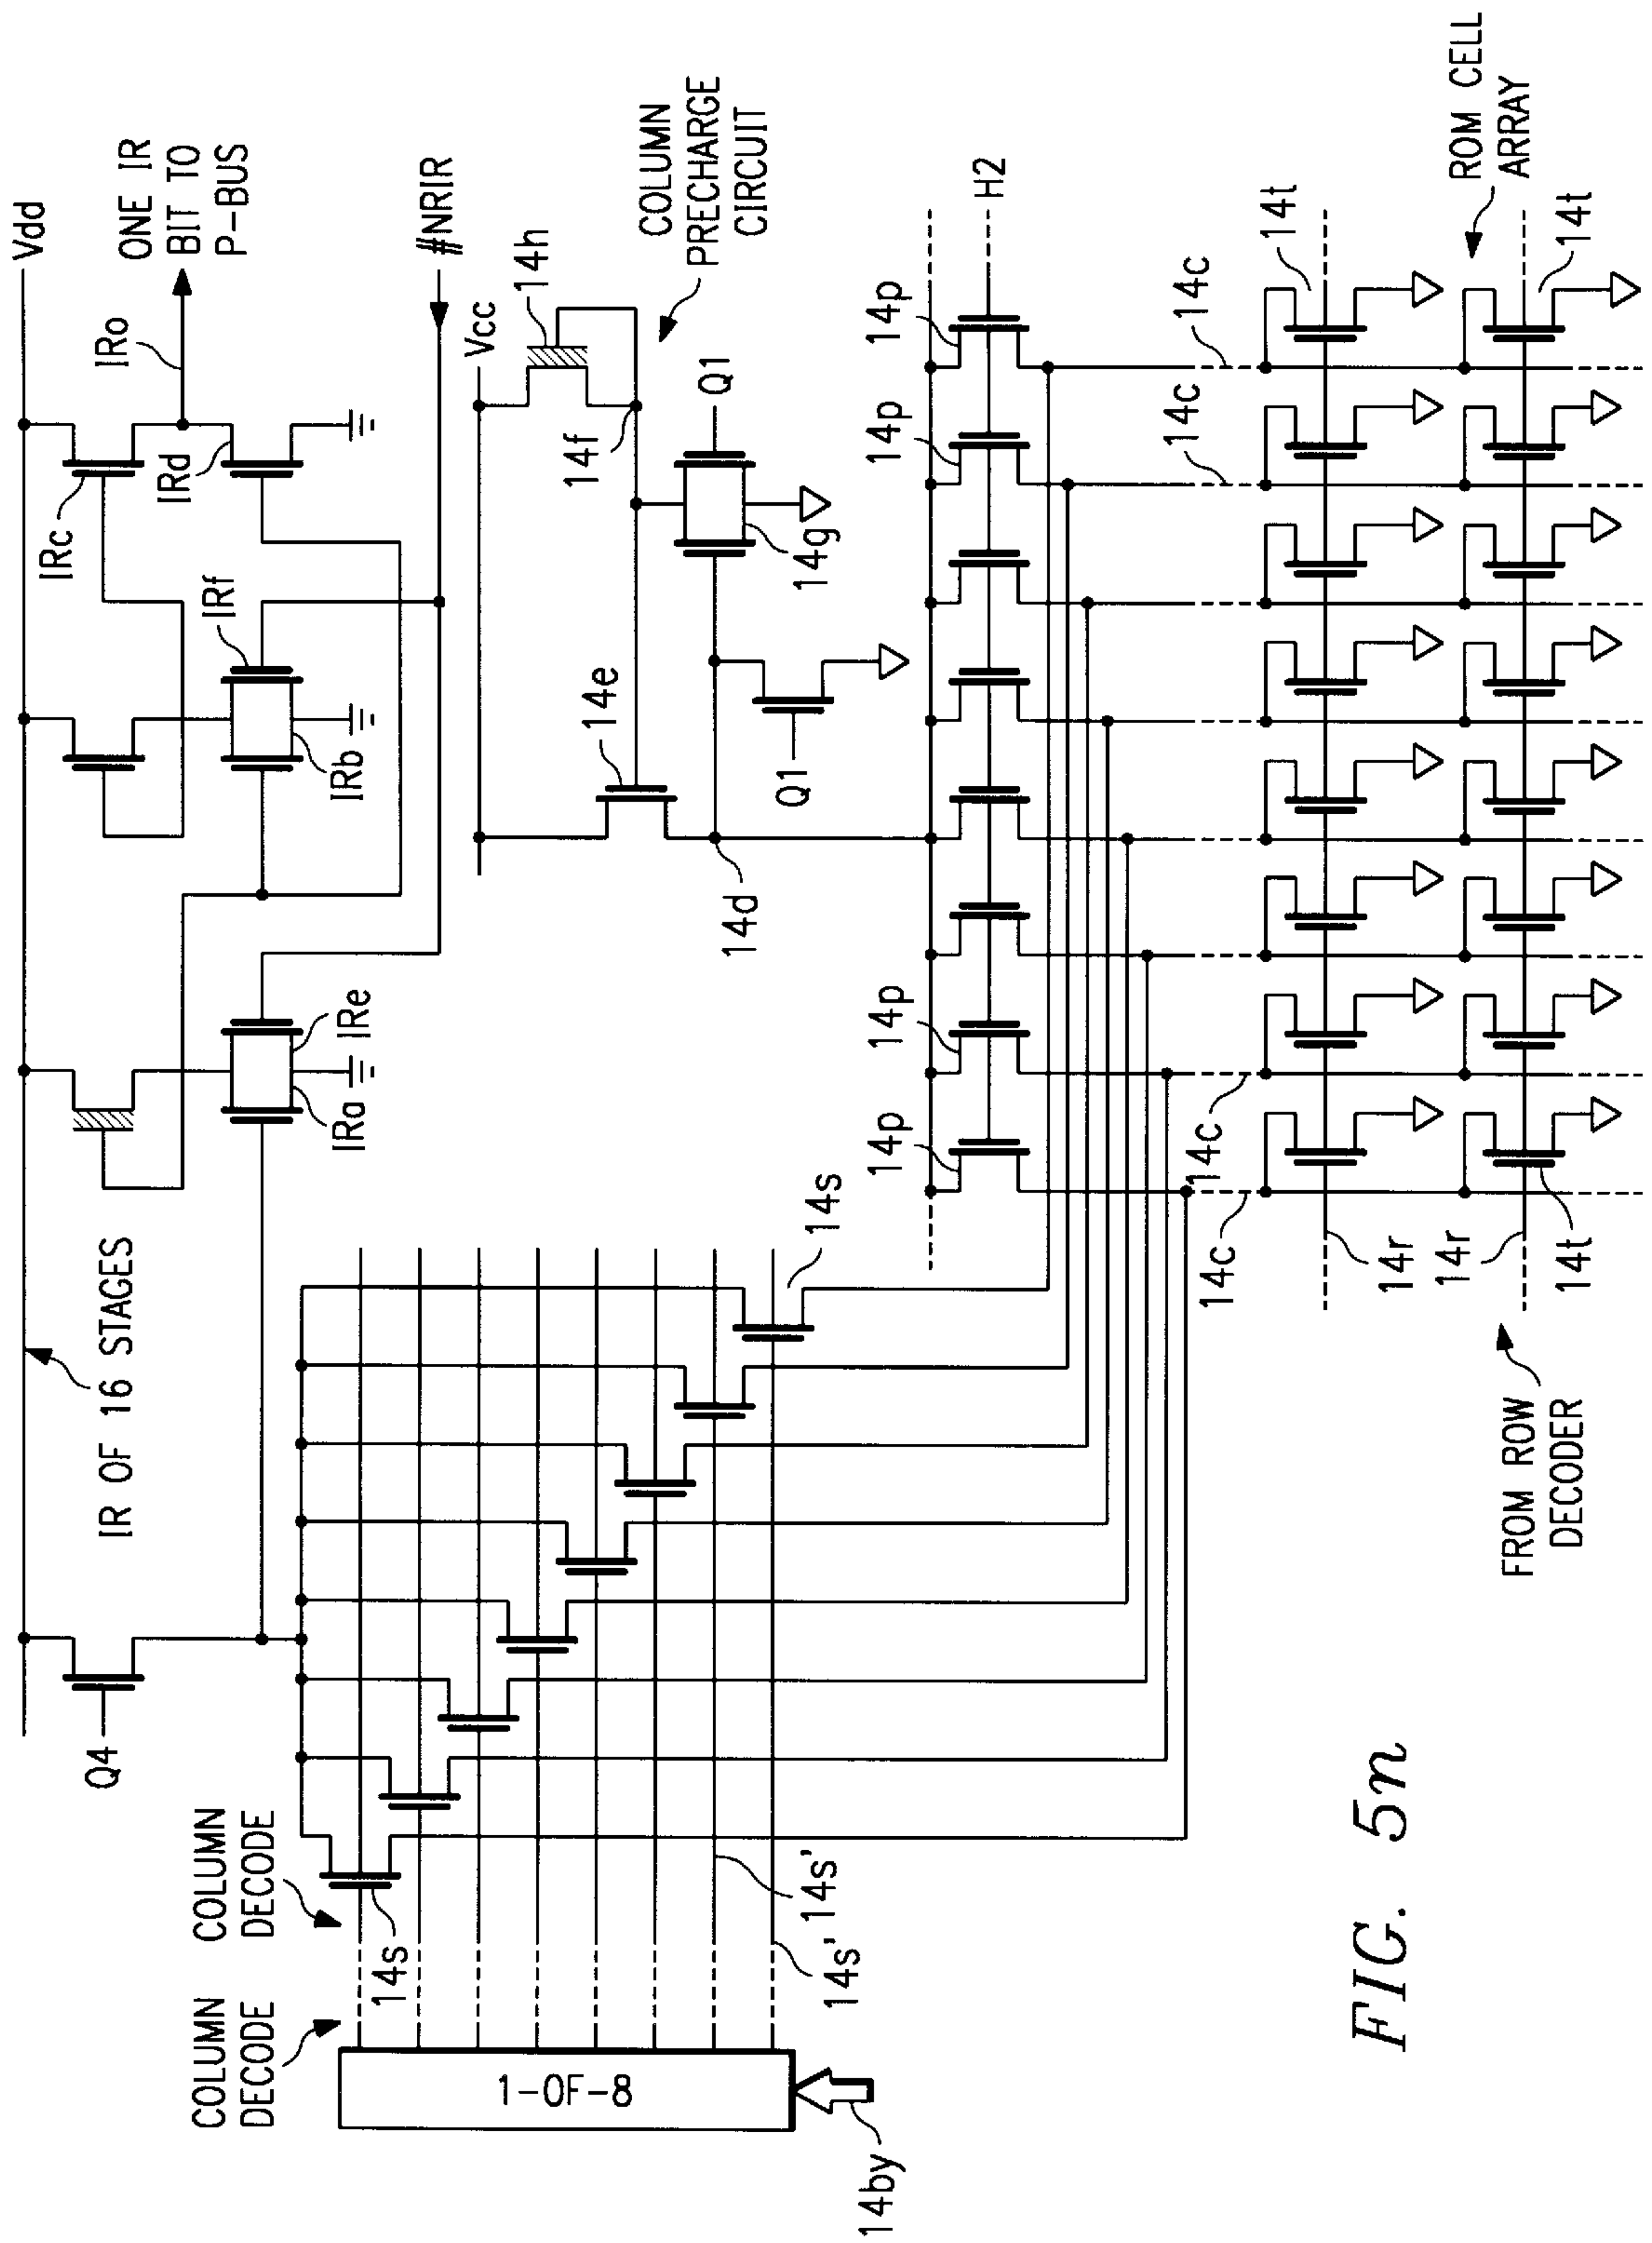 Vdd
ONE IR
BIT TO
P-BUS
IRo
IRc
IRd
#NRIR
IRf
IRb
IRe
IRa
IR OF 16 STAGES
Q4
Vcc
14h
COLUMN
PRECHARGE
CIRCUIT
14f
Q1
14g
14e
Q1
14d
H2
14p
14p
14p
14p
14s
COLUMN
DECODE
14s
COLUMN
DECODE
14s'
14s'
1-OF-8
14by
14c
14c
14c
14c
14t
ROM CELL
ARRAY
14t
14r
14r
14t
FROM ROW
DECODER
FIG. 5n